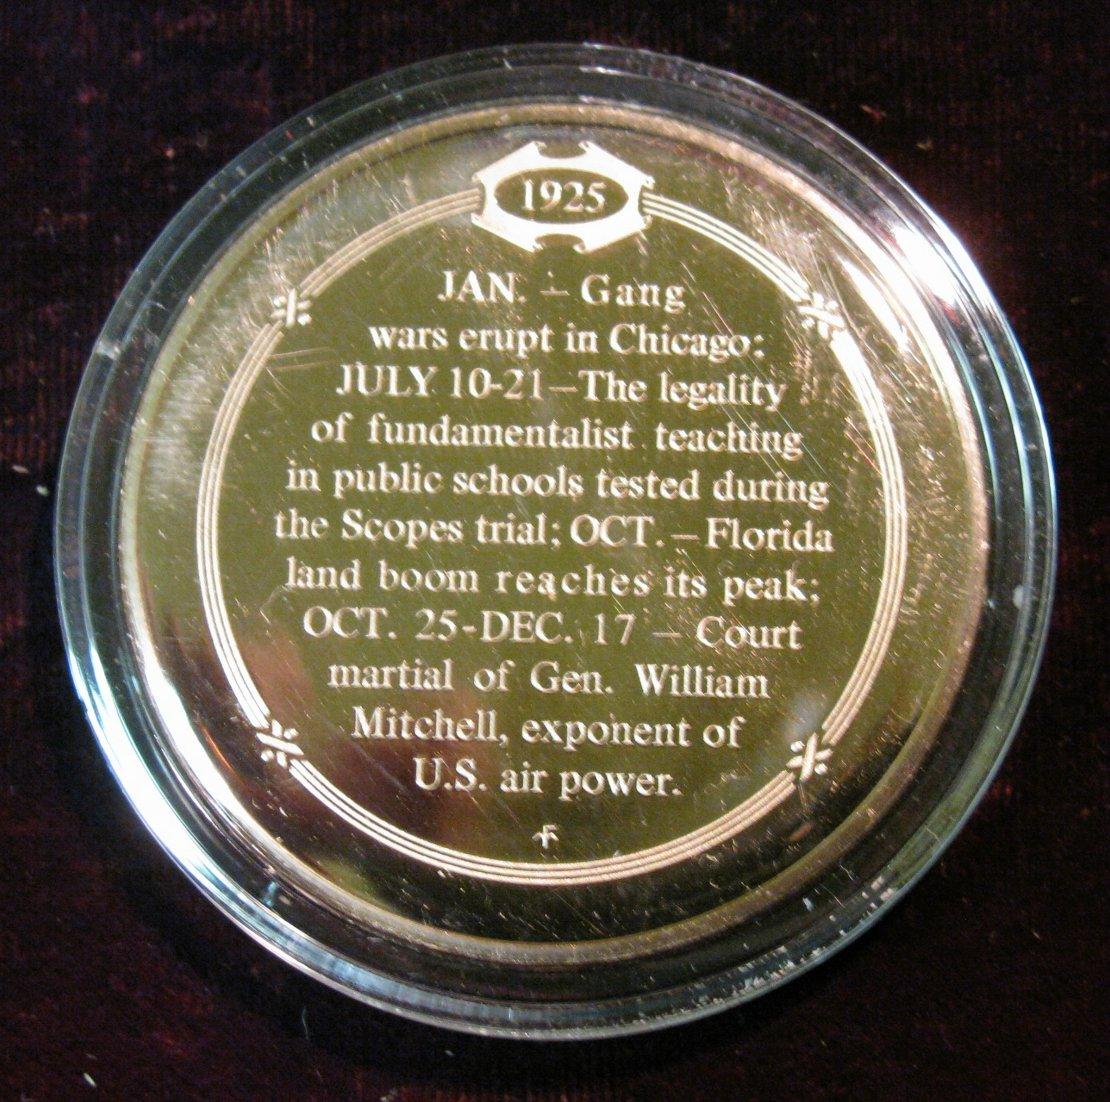 1925
JAN. – Gang
wars erupt in Chicago;
JULY 10-21–The legality
of fundamentalist teaching
in public schools tested during
the Scopes trial; OCT. – Florida
land boom reaches its peak;
OCT. 25-DEC. 17 – Court
martial of Gen. William
Mitchell, exponent of
U.S. air power.
F